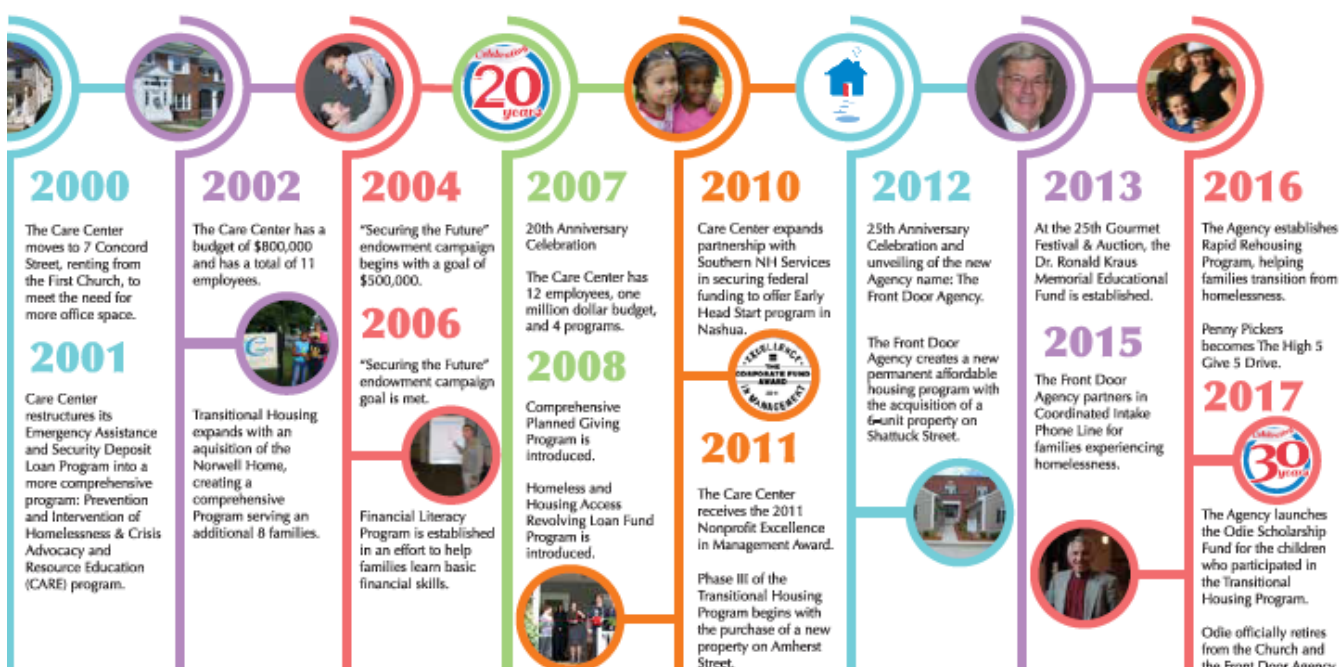 2000
The Care Center
moves to 7 Concord
Street, renting from
the First Church, to
meet the need for
more office space.
2001
Care Center
restructures its
Emergency Assistance
and Security Deposit
Loan Program into a
more comprehensive
program: Prevention
and Intervention of
Homelessness & Crisis
Advocacy and
Resource Education
(CARE) program.
2002
The Care Center has a
budget of $800,000
and has a total of 11
employees.
Transitional Housing
expands with an
aquisition of the
Norwell Home,
creating a
comprehensive
Program serving an
additional 8 families.
2004
"Securing the Future"
endowment campaign
begins with a goal of
$500,000.
2006
"Securing the Future"
endowment campaign
goal is met.
Financial Literacy
Program is established
in an effort to help
families learn basic
financial skills.
Celebrating
20
years
2007
20th Anniversary
Celebration
The Care Center has
12 employees, one
million dollar budget,
and 4 programs.
2008
Comprehensive
Planned Giving
Program is
introduced.
Homeless and
Housing Access
Revolving Loan Fund
Program is
introduced.
2010
Care Center expands
partnership with
Southern NH Services
in securing federal
funding to offer Early
Head Start program in
Nashua.
EXCELLENCE
THE
CORPORATE FUND
AWARD
2011
IN MANAGEMENT
2011
The Care Center
receives the 2011
Nonprofit Excellence
in Management Award.
Phase III of the
Transitional Housing
Program begins with
the purchase of a new
property on Amherst
Street.
2012
25th Anniversary
Celebration and
unveiling of the new
Agency name: The
Front Door Agency.
The Front Door
Agency creates a new
permanent affordable
housing program with
the acquisition of a
6-unit property on
Shattuck Street.
2013
At the 25th Gourmet
Festival & Auction, the
Dr. Ronald Kraus
Memorial Educational
Fund is established.
2015
The Front Door
Agency partners in
Coordinated Intake
Phone Line for
families experiencing
homelessness.
2016
The Agency establishes
Rapid Rehousing
Program, helping
families transition from
homelessness.
Penny Pickers
becomes The High 5
Give 5 Drive.
2017
Celebrating
30
years
The Agency launches
the Odie Scholarship
Fund for the children
who participated in
the Transitional
Housing Program.
Odie officially retires
from the Church and
the Front Door Agency